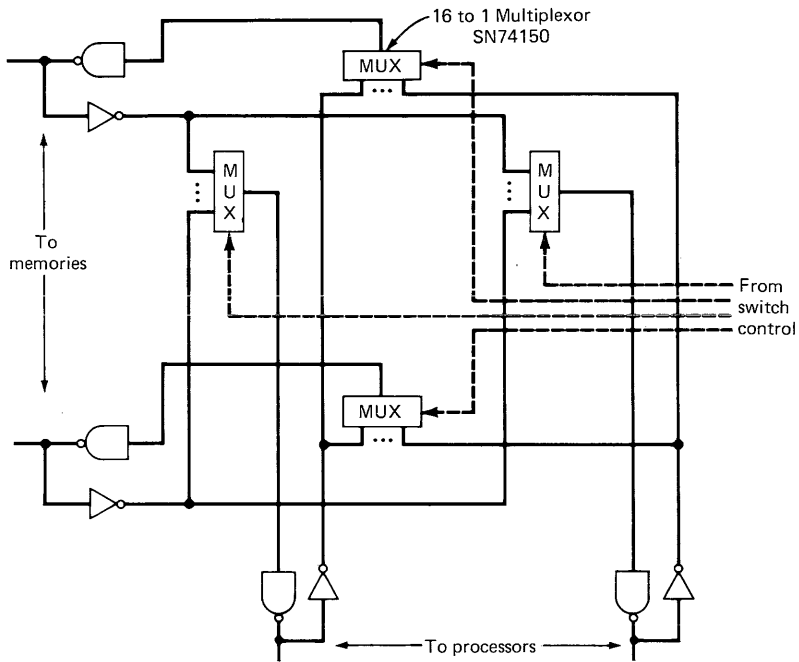 16 to 1 Multiplexor
SN74150
MUX
...
M
U
X
...
M
U
X
...
To
memories
From
switch
control
MUX
...
To processors